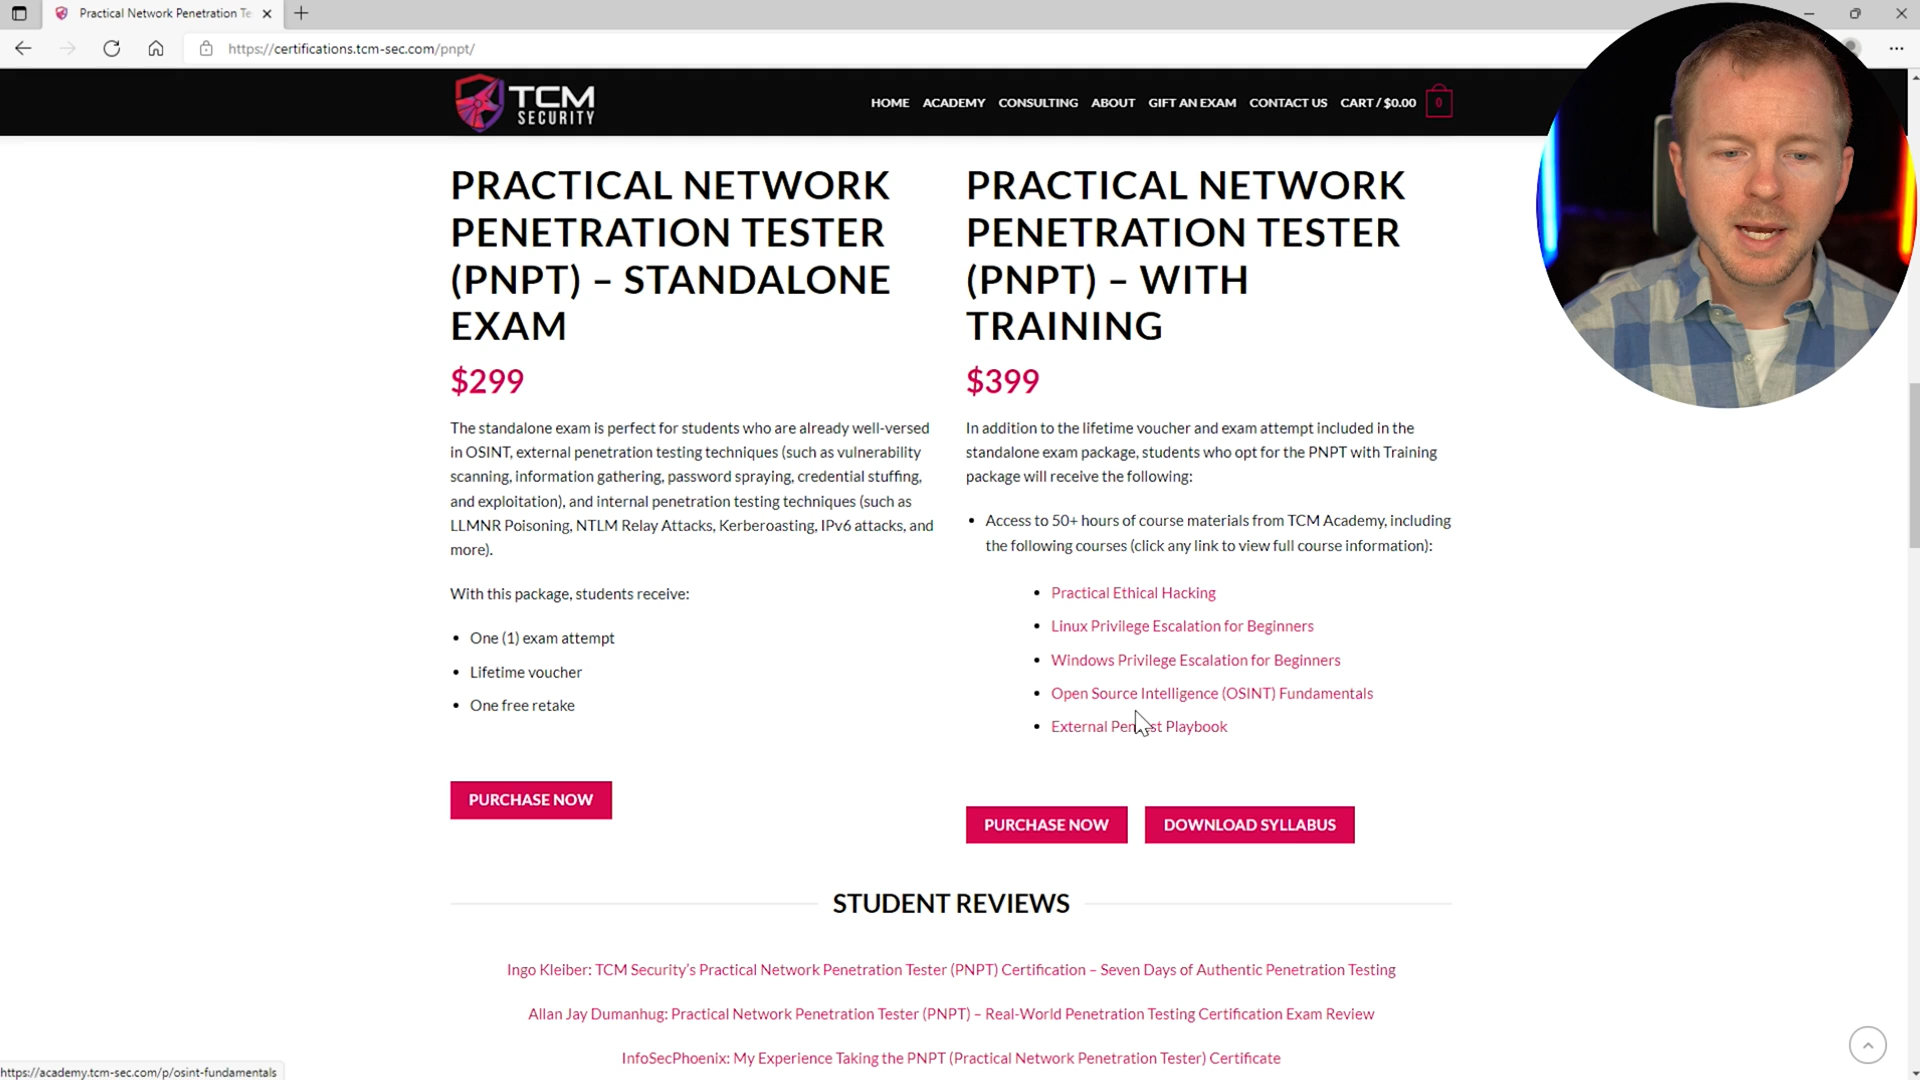 Practical Network Penetration Te
https://certifications.tcm-sec.com/pnpt/
TCM
SECURITY
HOME ACADEMY CONSULTING ABOUT GIFT AN EXAM CONTACT US CART / $0.00 0
PRACTICAL NETWORK
PENETRATION TESTER
(PNPT) – STANDALONE
EXAM
$299
The standalone exam is perfect for students who are already well-versed
in OSINT, external penetration testing techniques (such as vulnerability
scanning, information gathering, password spraying, credential stuffing,
and exploitation), and internal penetration testing techniques (such as
LLMNR Poisoning, NTLM Relay Attacks, Kerberoasting, IPv6 attacks, and
more).
With this package, students receive:
• One (1) exam attempt
• Lifetime voucher
• One free retake
PURCHASE NOW
PRACTICAL NETWORK
PENETRATION TESTER
(PNPT) – WITH
TRAINING
$399
In addition to the lifetime voucher and exam attempt included in the
standalone exam package, students who opt for the PNPT with Training
package will receive the following:
• Access to 50+ hours of course materials from TCM Academy, including
the following courses (click any link to view full course information):
• Practical Ethical Hacking
• Linux Privilege Escalation for Beginners
• Windows Privilege Escalation for Beginners
• Open Source Intelligence (OSINT) Fundamentals
• External Pentest Playbook
PURCHASE NOW DOWNLOAD SYLLABUS
STUDENT REVIEWS
Ingo Kleiber: TCM Security's Practical Network Penetration Tester (PNPT) Certification – Seven Days of Authentic Penetration Testing
Allan Jay Dumanhug: Practical Network Penetration Tester (PNPT) – Real-World Penetration Testing Certification Exam Review
InfoSecPhoenix: My Experience Taking the PNPT (Practical Network Penetration Tester) Certificate
https://academy.tcm-sec.com/p/osint-fundamentals